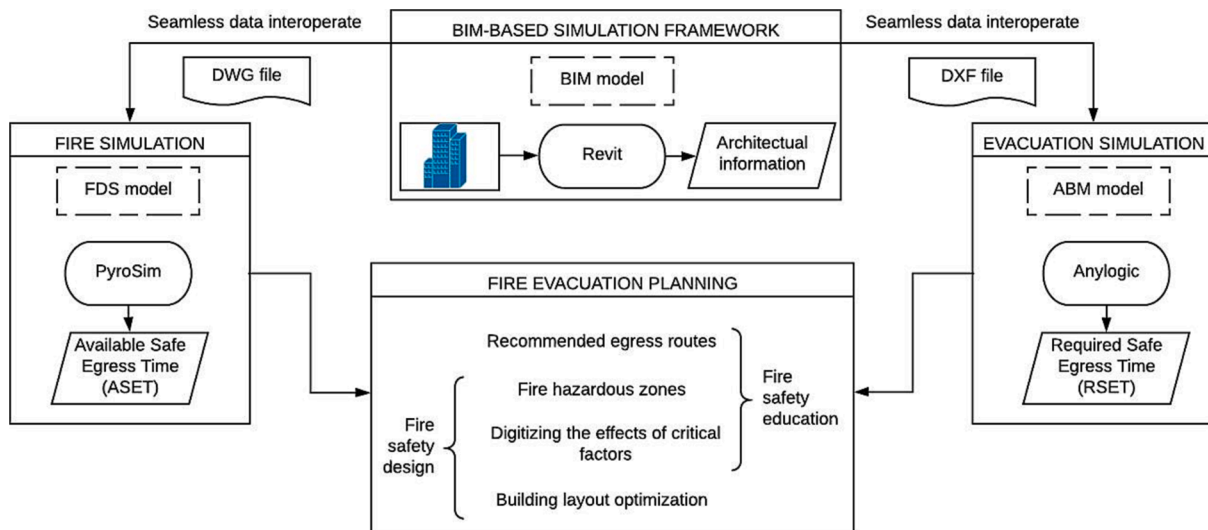 Seamless data interoperate
BIM-BASED SIMULATION FRAMEWORK
Seamless data interoperate
DWG file
BIM model
DXF file
Revit
Architectual
information
FIRE SIMULATION
FDS model
PyroSim
Available Safe
Egress Time
(ASET)
EVACUATION SIMULATION
ABM model
Anylogic
Required Safe
Egress Time
(RSET)
FIRE EVACUATION PLANNING
Recommended egress routes
Fire hazardous zones
Digitizing the effects of critical
factors
Building layout optimization
Fire
safety
design
Fire
safety
education